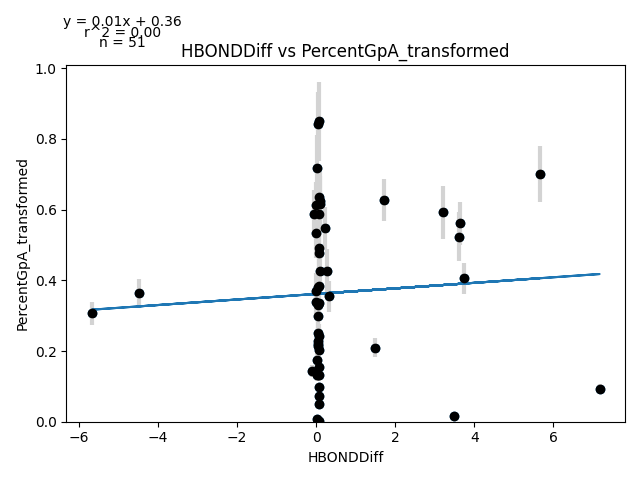 y = 0.01x + 0.36
r^2 = 0.00
n = 51
HBONDDiff vs PercentGpA_transformed
1.0
0.8
0.6
0.4
0.2
0.0
PercentGpA_transformed
−6
−4
−2
0
2
4
6
HBONDDiff